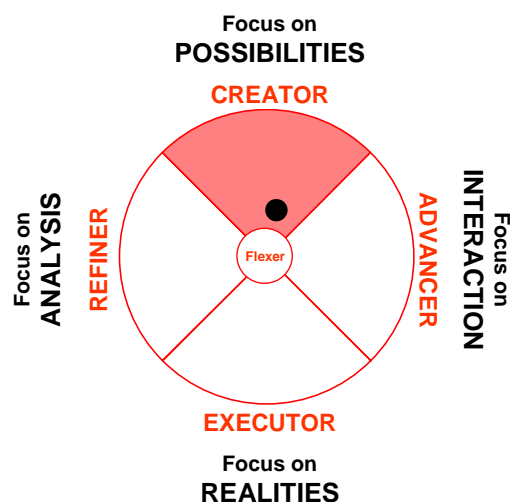 Focus on
POSSIBILITIES
CREATOR
Focus on
ANALYSIS
REFINER
Flexer
ADVANCER
Focus on
INTERACTION
EXECUTOR
Focus on
REALITIES